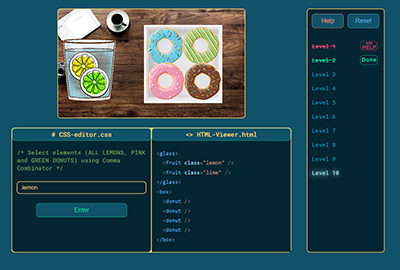 Help Reset
Level 1 HELP
Level 2 Done
Level 3
Level 4
Level 5
Level 6
Level 7
Level 8
Level 9
Level 10
# CSS-editor.css
/* Select elements (ALL LEMONS, PINK
and GREEN DONUTS) using Comma
Combinator */
.lemon
Enter
<> HTML-Viewer.html
<glass>
<fruit class="lemon" />
<fruit class="lime" />
</glass>
<box>
<donut />
<donut />
<donut />
<donut />
</box>